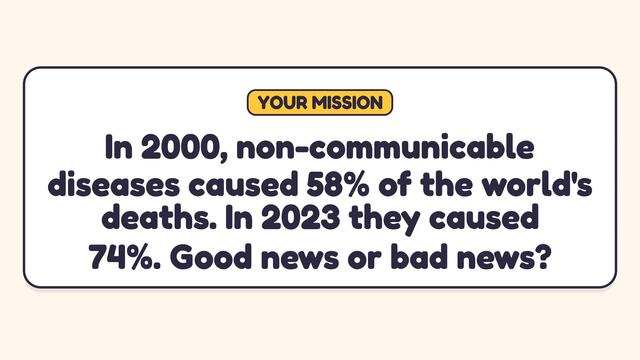 YOUR MISSION
In 2000, non-communicable
diseases caused 58% of the world's
deaths. In 2023 they caused
74%. Good news or bad news?